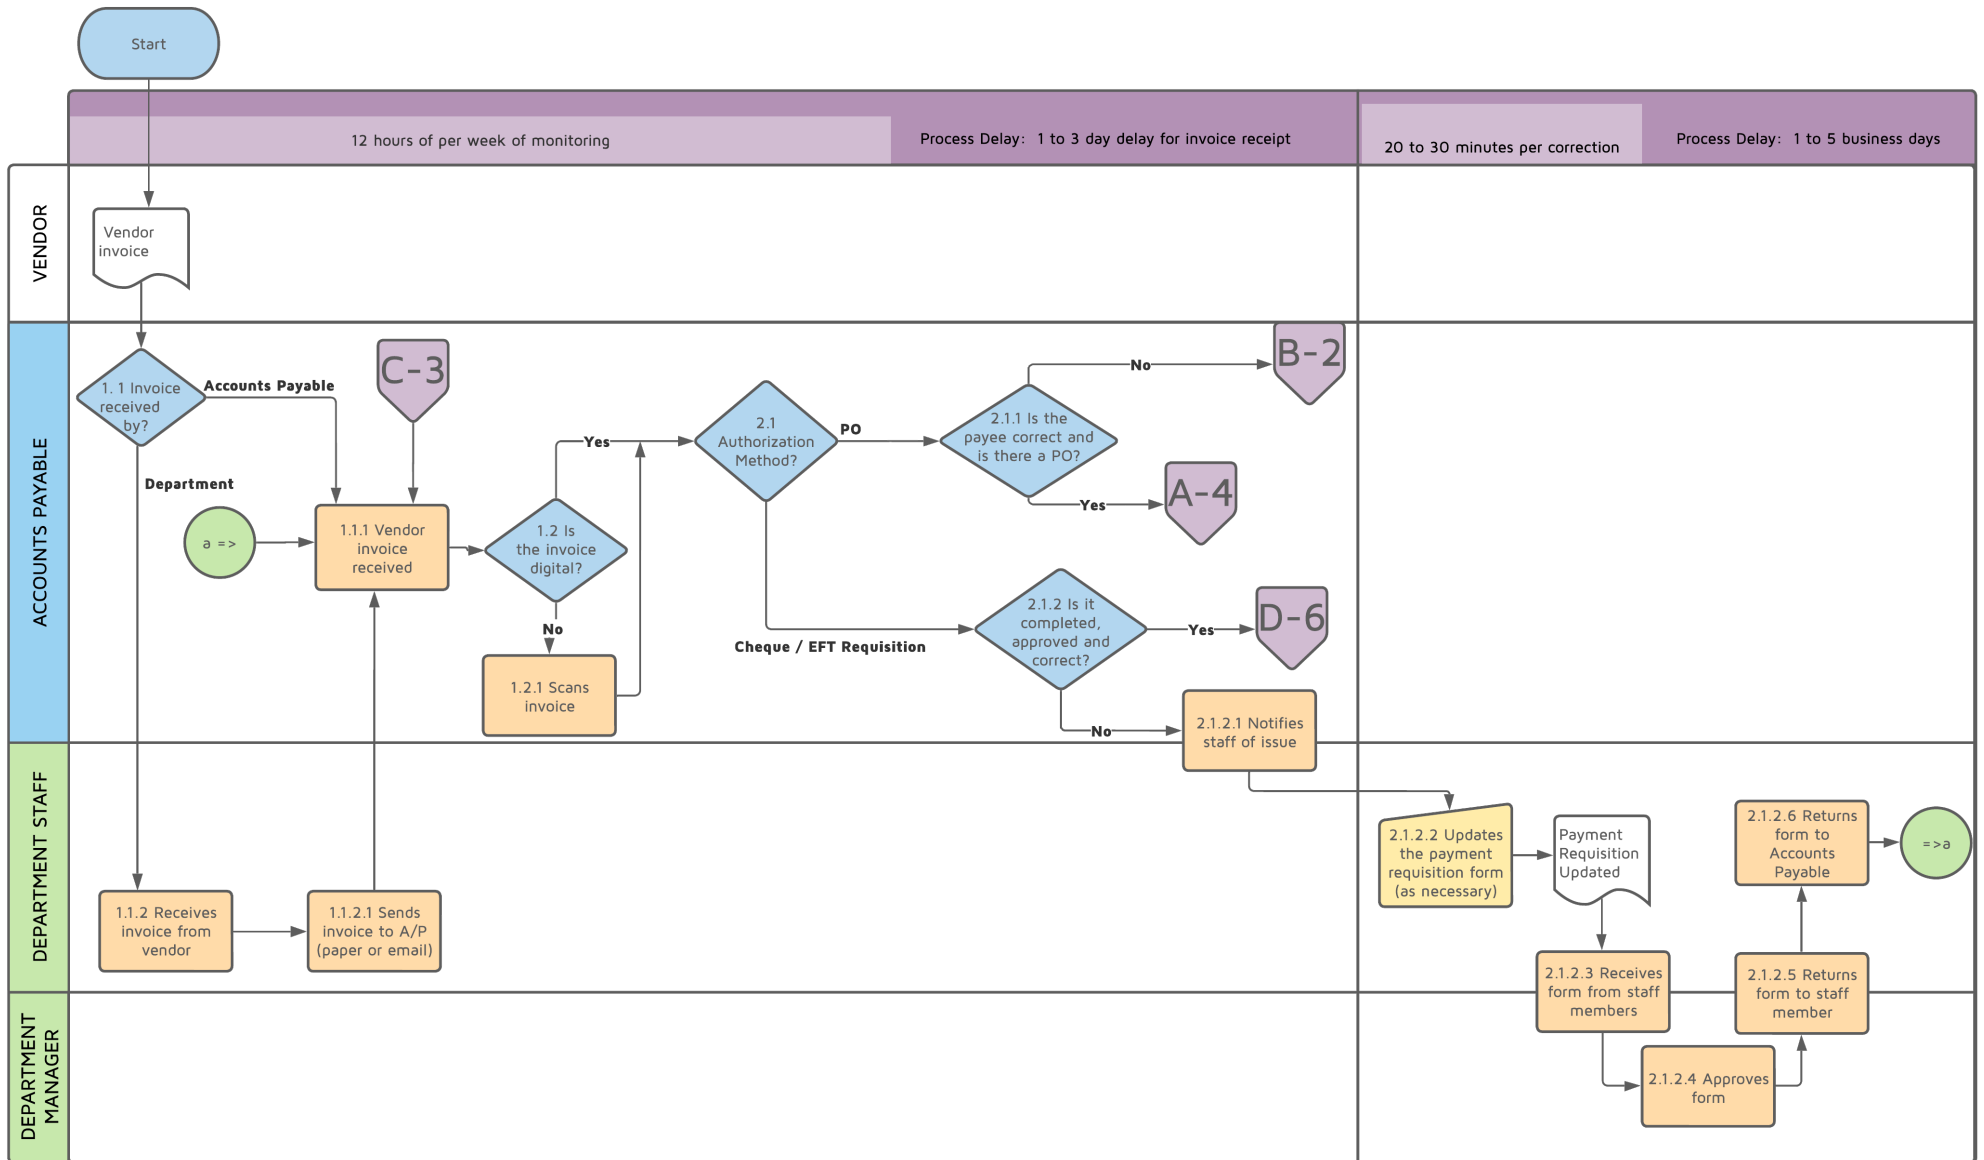 Start
12 hours of per week of monitoring
Process Delay: 1 to 3 day delay for invoice receipt
20 to 30 minutes per correction
Process Delay: 1 to 5 business days
VENDOR
Vendor
invoice
ACCOUNTS PAYABLE
1. 1 Invoice
received
by?
Accounts Payable
Department
C-3
a =>
1.1.1 Vendor
invoice
received
1.2 Is
the invoice
digital?
Yes
No
1.2.1 Scans
invoice
2.1
Authorization
Method?
PO
Cheque / EFT Requisition
2.1.1 Is the
payee correct and
is there a PO?
No
B-2
Yes
A-4
2.1.2 Is it
completed,
approved and
correct?
Yes
D-6
No
2.1.2.1 Notifies
staff of issue
DEPARTMENT STAFF
1.1.2 Receives
invoice from
vendor
1.1.2.1 Sends
invoice to A/P
(paper or email)
2.1.2.2 Updates
the payment
requisition form
(as necessary)
Payment
Requisition
Updated
2.1.2.3 Receives
form from staff
members
2.1.2.6 Returns
form to
Accounts
Payable
=>a
2.1.2.5 Returns
form to staff
member
DEPARTMENT
MANAGER
2.1.2.4 Approves
form